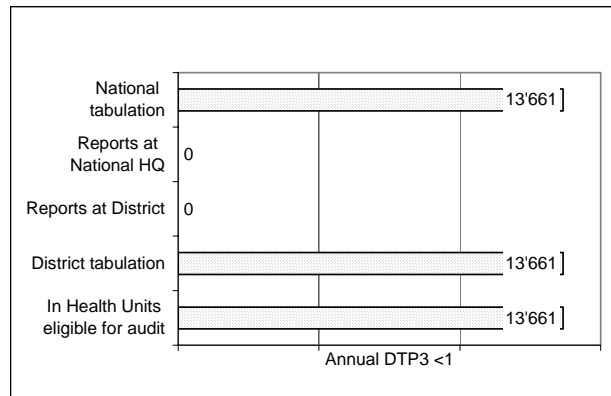 National
tabulation
13'661
Reports at
National HQ
0
Reports at District
0
District tabulation
13'661
In Health Units
eligible for audit
13'661
Annual DTP3 <1